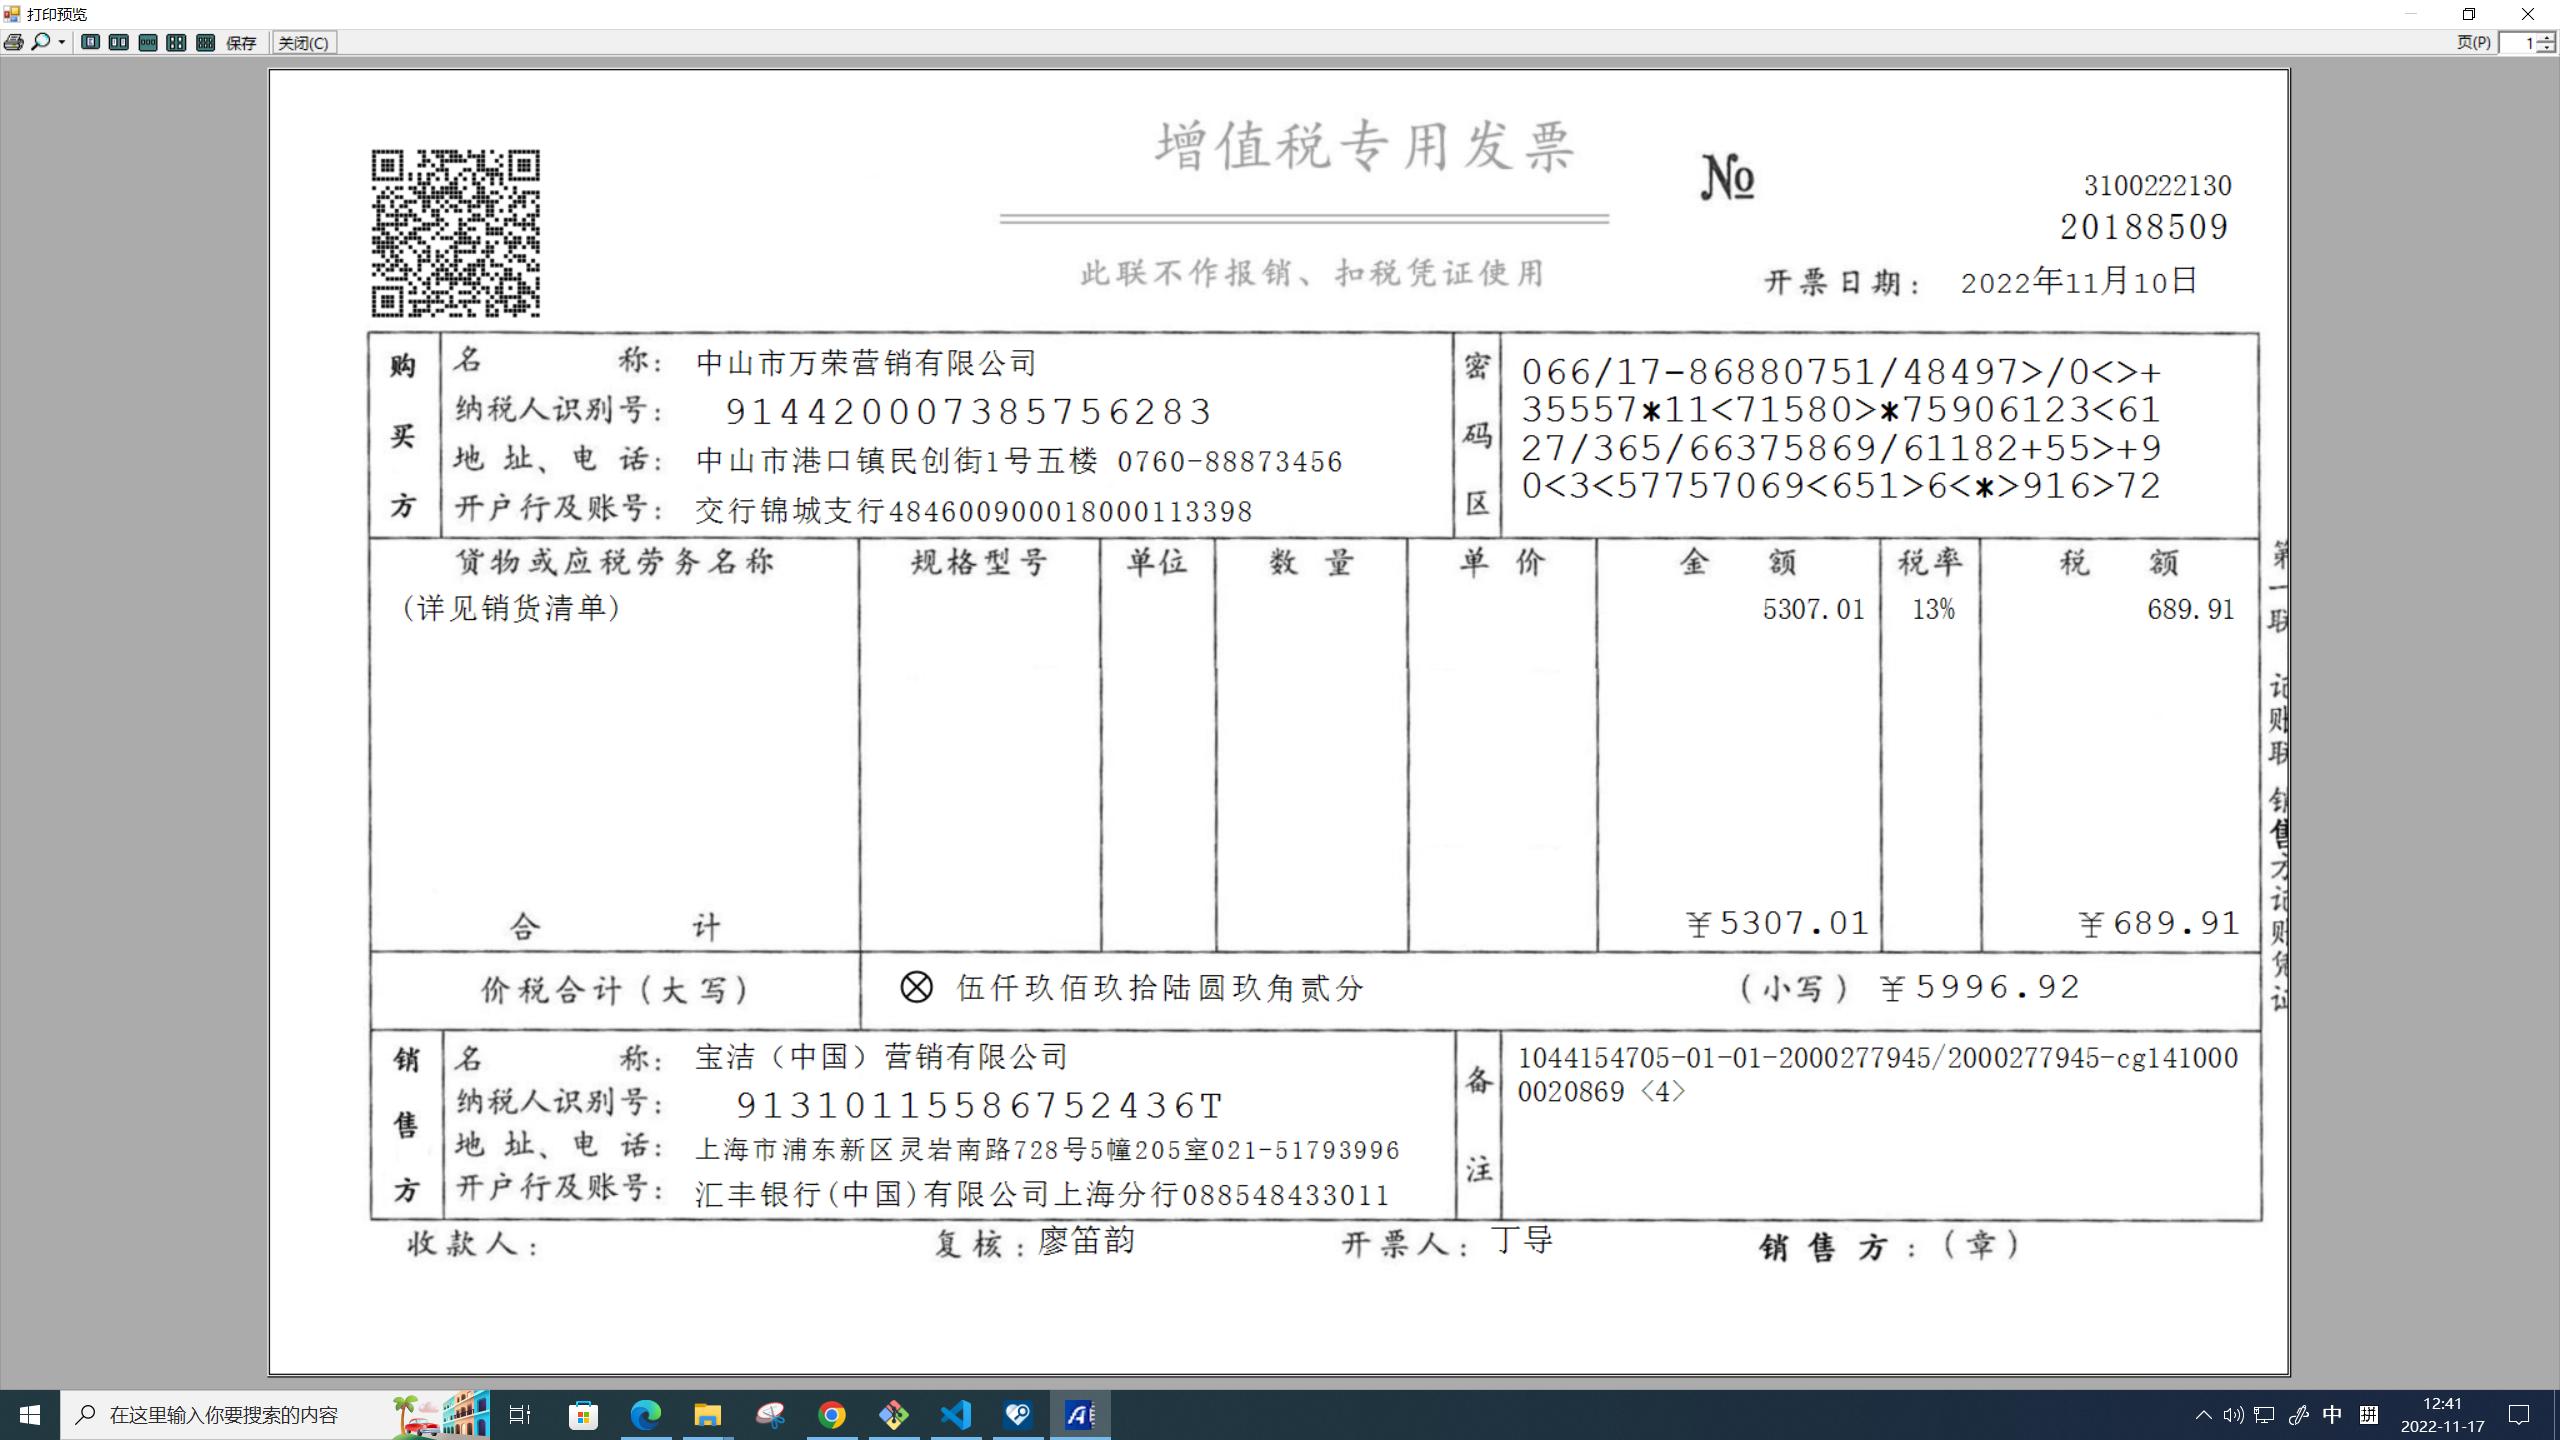 打印预览
保存 关闭(C) 页(P) 1
增值税专用发票
№ 3100222130
20188509
此联不作报销、扣税凭证使用
开票日期： 2022年11月10日
购买方
名称： 中山市万荣营销有限公司
纳税人识别号： 914420007385756283
地址、电话： 中山市港口镇民创街1号五楼 0760-88873456
开户行及账号： 交行锦城支行484600900018000113398
密码区
066/17-86880751/48497>/0<>+
35557*11<71580>*75906123<61
27/365/66375869/61182+55>+9
0<3<57757069<651>6<*>916>72
货物或应税劳务名称 规格型号 单位 数量 单价 金额 税率 税额
(详见销货清单) 5307.01 13% 689.91
合计 ￥5307.01 ￥689.91
价税合计(大写) ⊗ 伍仟玖佰玖拾陆圆玖角贰分 (小写) ￥5996.92
销售方
名称： 宝洁（中国）营销有限公司
纳税人识别号： 91310115586752436T
地址、电话： 上海市浦东新区灵岩南路728号5幢205室021-51793996
开户行及账号： 汇丰银行(中国)有限公司上海分行088548433011
备注
1044154705-01-01-2000277945/2000277945-cg141000
0020869 <4>
收款人： 复核：廖笛韵 开票人：丁导 销售方：(章)
第一联 记账联 销售方记账凭证
在这里输入你要搜索的内容
中 拼 12:41
2022-11-17